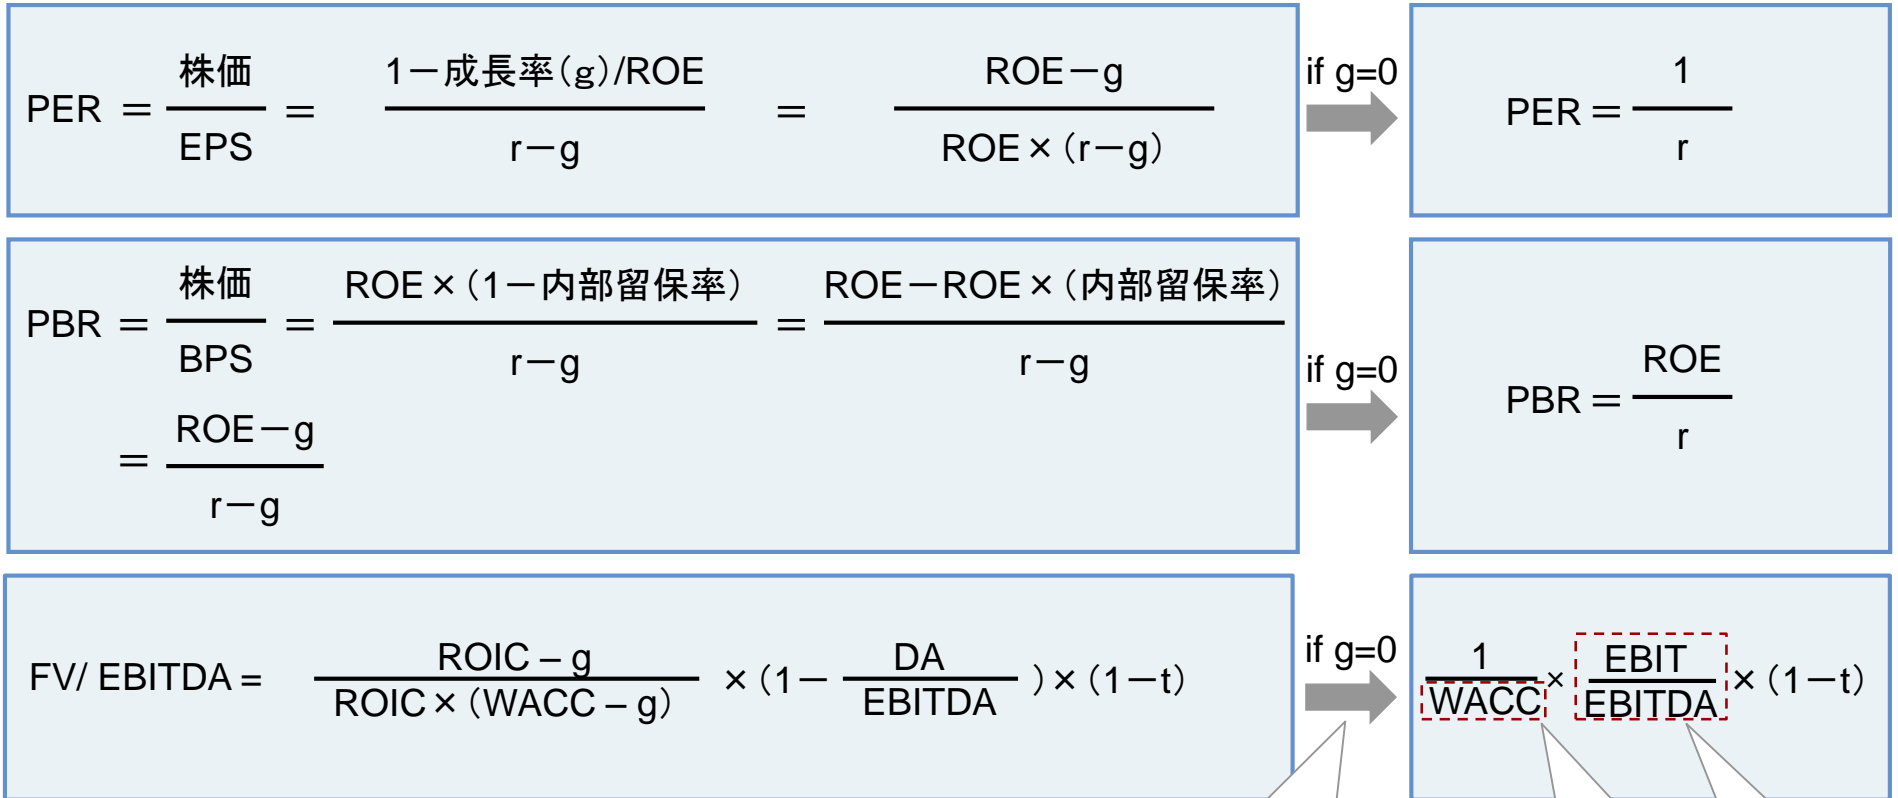 PER ＝ 株価 / EPS ＝ 1－成長率（g）/ROE / r－g ＝ ROE－g / ROE×（r－g）
if g=0
PER＝ 1 / r
PBR ＝ 株価 / BPS ＝ ROE×（1－内部留保率） / r－g ＝ ROE－ROE×（内部留保率） / r－g
＝ ROE－g / r－g
if g=0
PBR＝ ROE / r
FV/ EBITDA＝ ROIC – g / ROIC×（WACC – g） ×（1－ DA / EBITDA ）×（1－t）
if g=0
1 / WACC × EBIT / EBITDA ×（1－t）